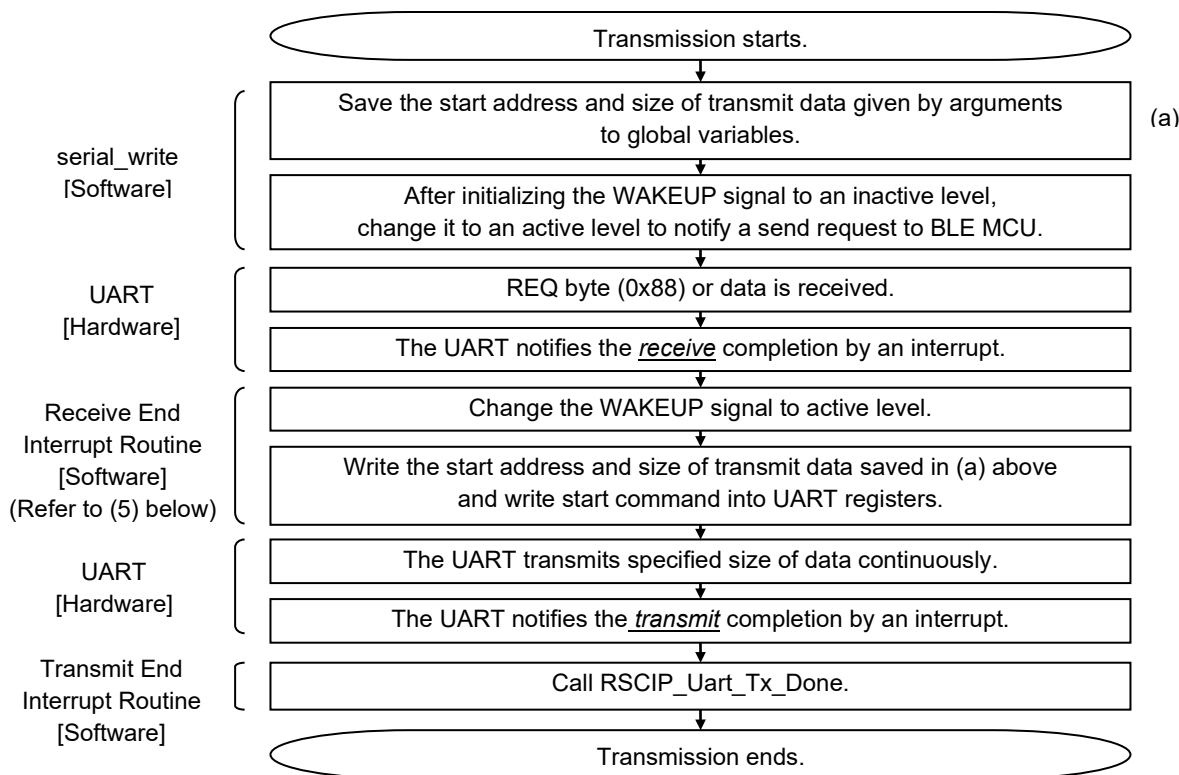 Transmission starts.
Save the start address and size of transmit data given by arguments
to global variables.
(a)
serial_write
[Software]
After initializing the WAKEUP signal to an inactive level,
change it to an active level to notify a send request to BLE MCU.
UART
[Hardware]
REQ byte (0x88) or data is received.
The UART notifies the receive completion by an interrupt.
Receive End
Interrupt Routine
[Software]
(Refer to (5) below)
Change the WAKEUP signal to active level.
Write the start address and size of transmit data saved in (a) above
and write start command into UART registers.
UART
[Hardware]
The UART transmits specified size of data continuously.
The UART notifies the transmit completion by an interrupt.
Transmit End
Interrupt Routine
[Software]
Call RSCIP_Uart_Tx_Done.
Transmission ends.